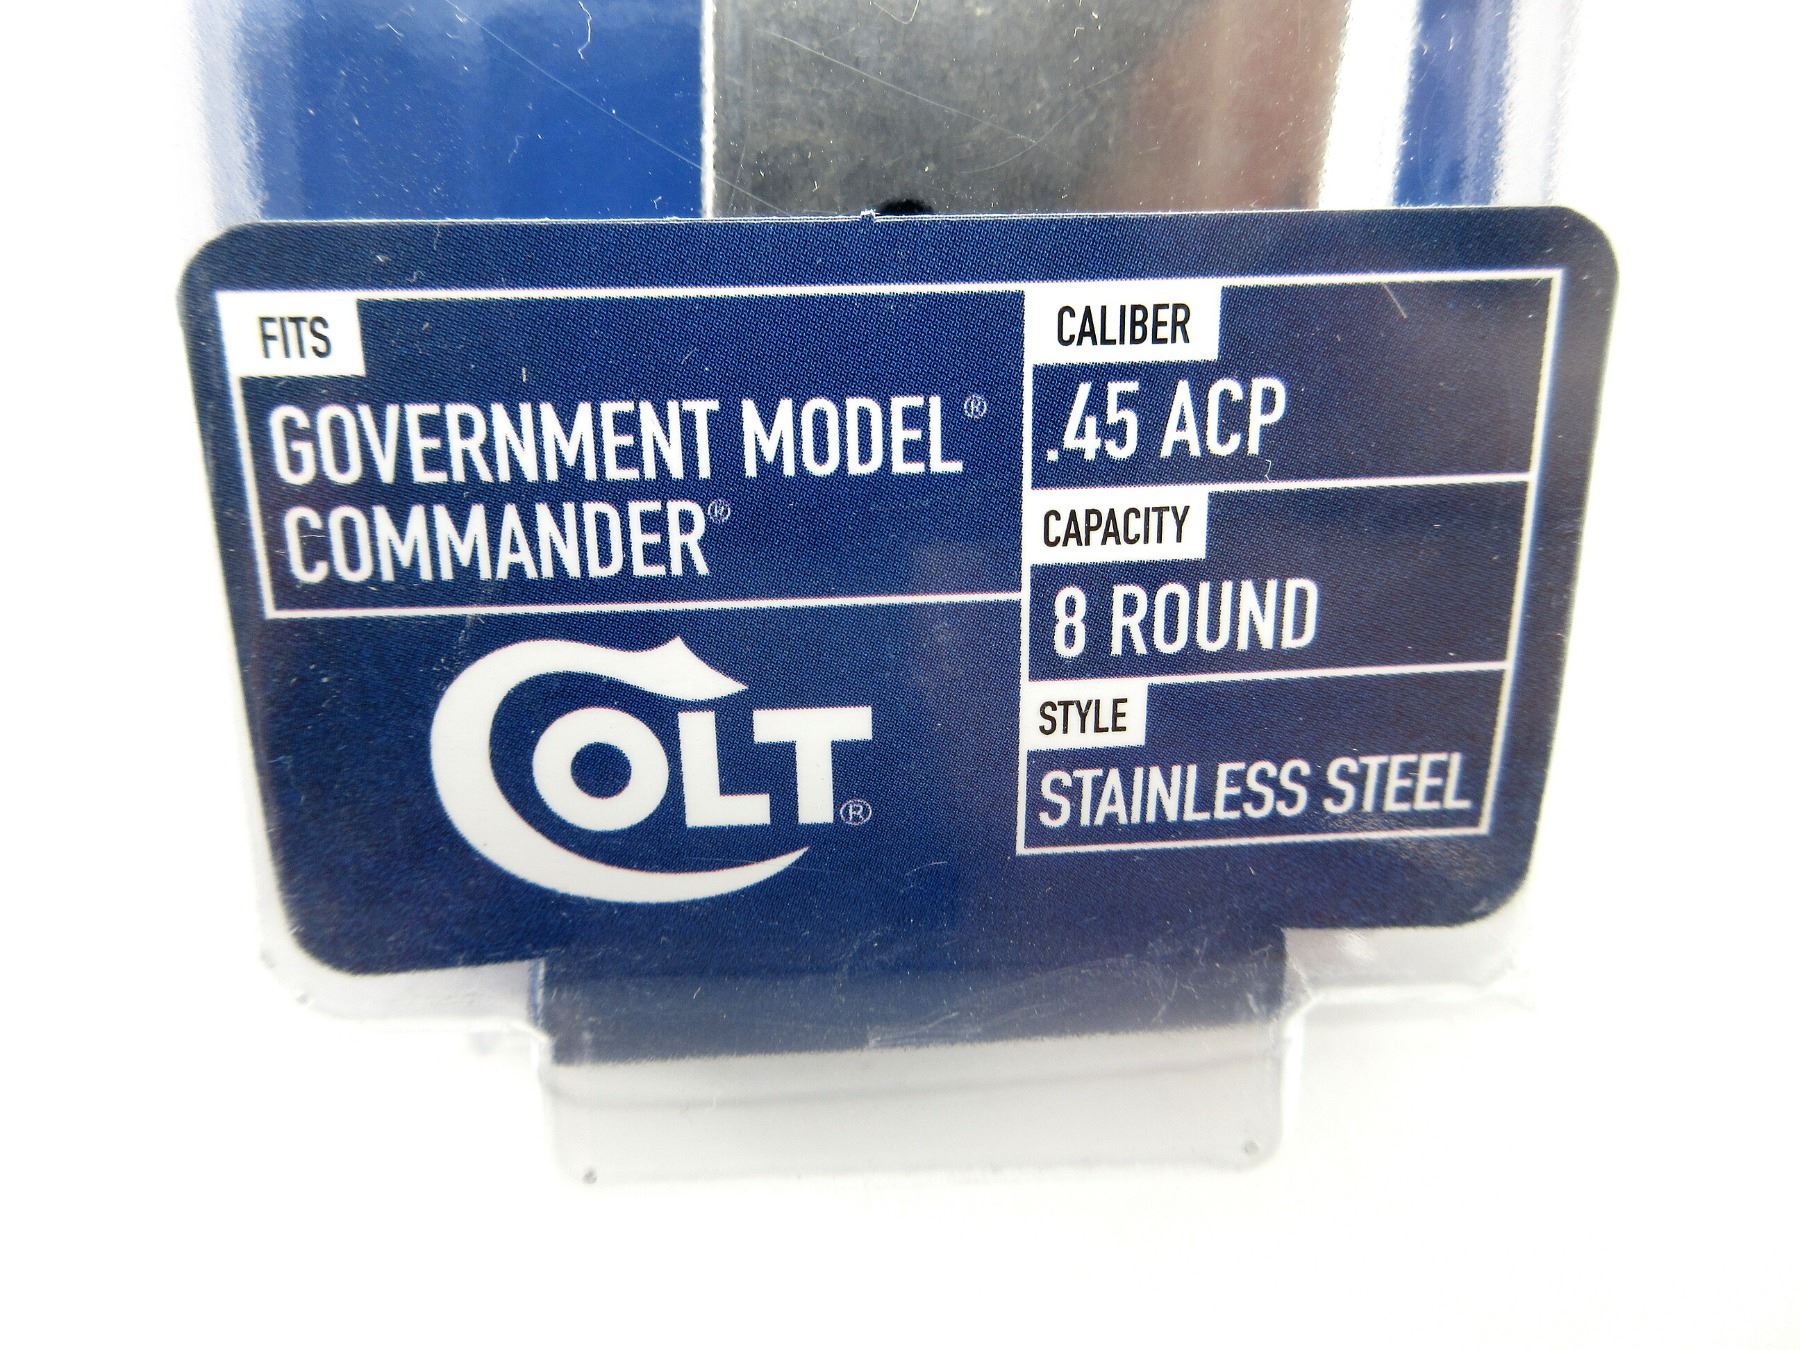 FITS
GOVERNMENT MODEL®
COMMANDER®
COLT®
CALIBER
.45 ACP
CAPACITY
8 ROUND
STYLE
STAINLESS STEEL